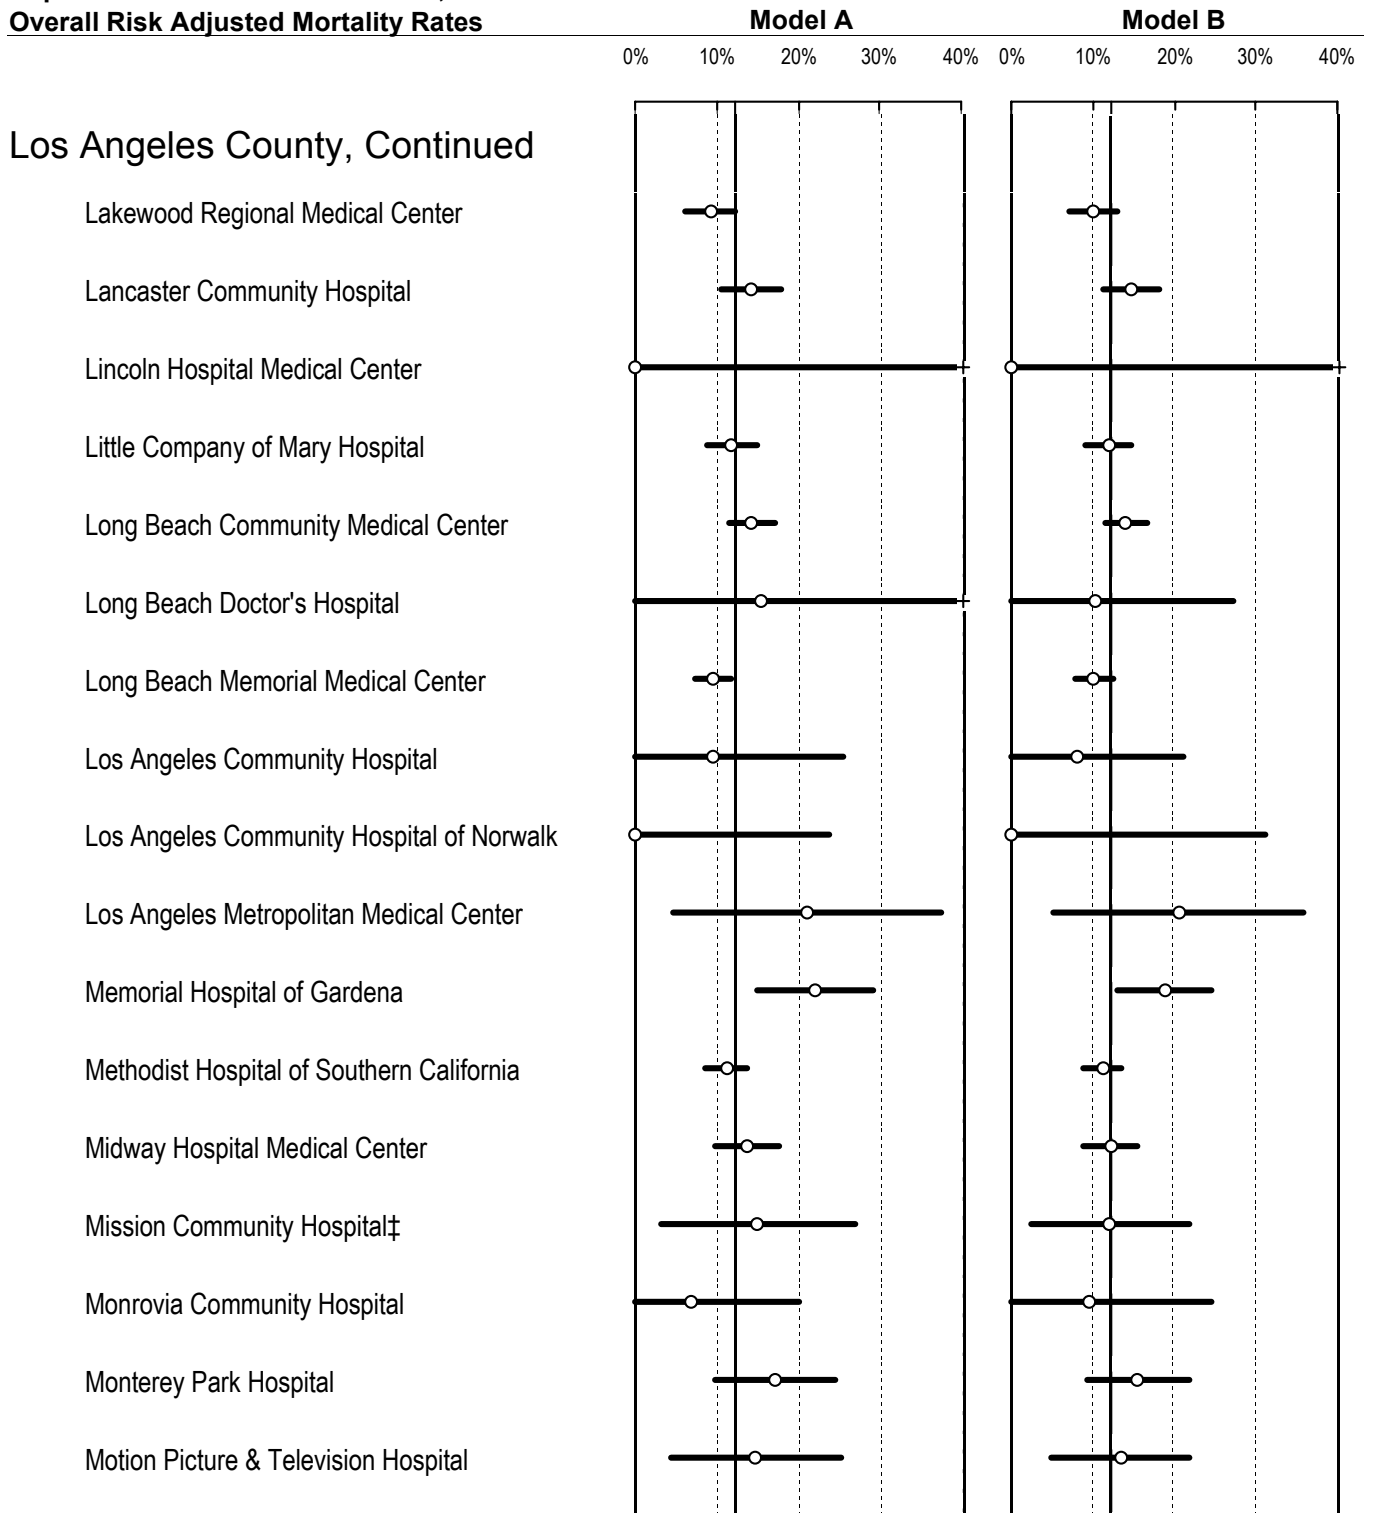 Overall Risk Adjusted Mortality Rates
Model A
Model B
0% 10% 20% 30% 40% 0% 10% 20% 30% 40%
Los Angeles County, Continued
Lakewood Regional Medical Center
Lancaster Community Hospital
Lincoln Hospital Medical Center
Little Company of Mary Hospital
Long Beach Community Medical Center
Long Beach Doctor's Hospital
Long Beach Memorial Medical Center
Los Angeles Community Hospital
Los Angeles Community Hospital of Norwalk
Los Angeles Metropolitan Medical Center
Memorial Hospital of Gardena
Methodist Hospital of Southern California
Midway Hospital Medical Center
Mission Community Hospital‡
Monrovia Community Hospital
Monterey Park Hospital
Motion Picture & Television Hospital